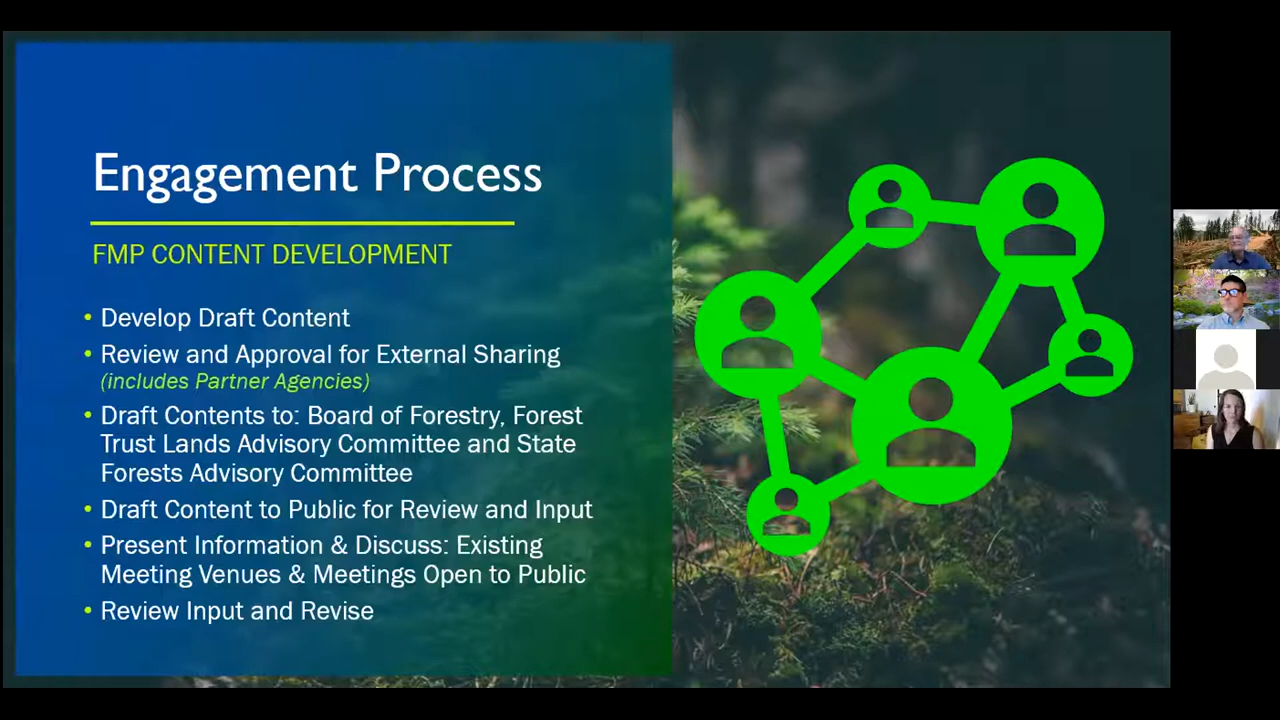 Engagement Process
FMP CONTENT DEVELOPMENT
• Develop Draft Content
• Review and Approval for External Sharing
(includes Partner Agencies)
• Draft Contents to: Board of Forestry, Forest
Trust Lands Advisory Committee and State
Forests Advisory Committee
• Draft Content to Public for Review and Input
• Present Information & Discuss: Existing
Meeting Venues & Meetings Open to Public
• Review Input and Revise